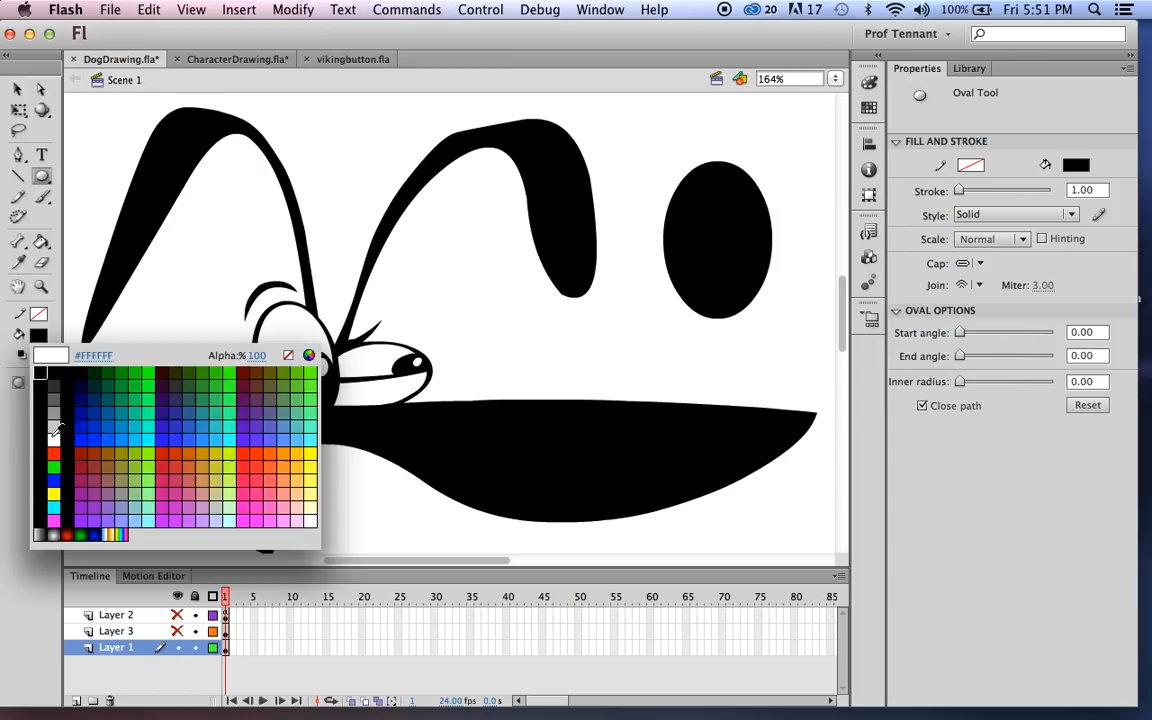 Flash File Edit View Insert Modify Text Commands Control Debug Window Help 20 17 100% Fri 5:51 PM
Fl Prof Tennant
DogDrawing.fla* CharacterDrawing.fla* vikingbutton.fla
Properties Library
Scene 1 164%
Oval Tool
FILL AND STROKE
Stroke: 1.00
Style: Solid
Scale: Normal Hinting
Cap:
Join: Miter: 3.00
OVAL OPTIONS
Start angle: 0.00
End angle: 0.00
Inner radius: 0.00
Close path Reset
#FFFFFF Alpha:% 100
Timeline Motion Editor
1 5 10 15 20 25 30 35 40 45 50 55 60 65 70 75 80 85
Layer 2
Layer 3
Layer 1
1 24.00 fps 0.0 s